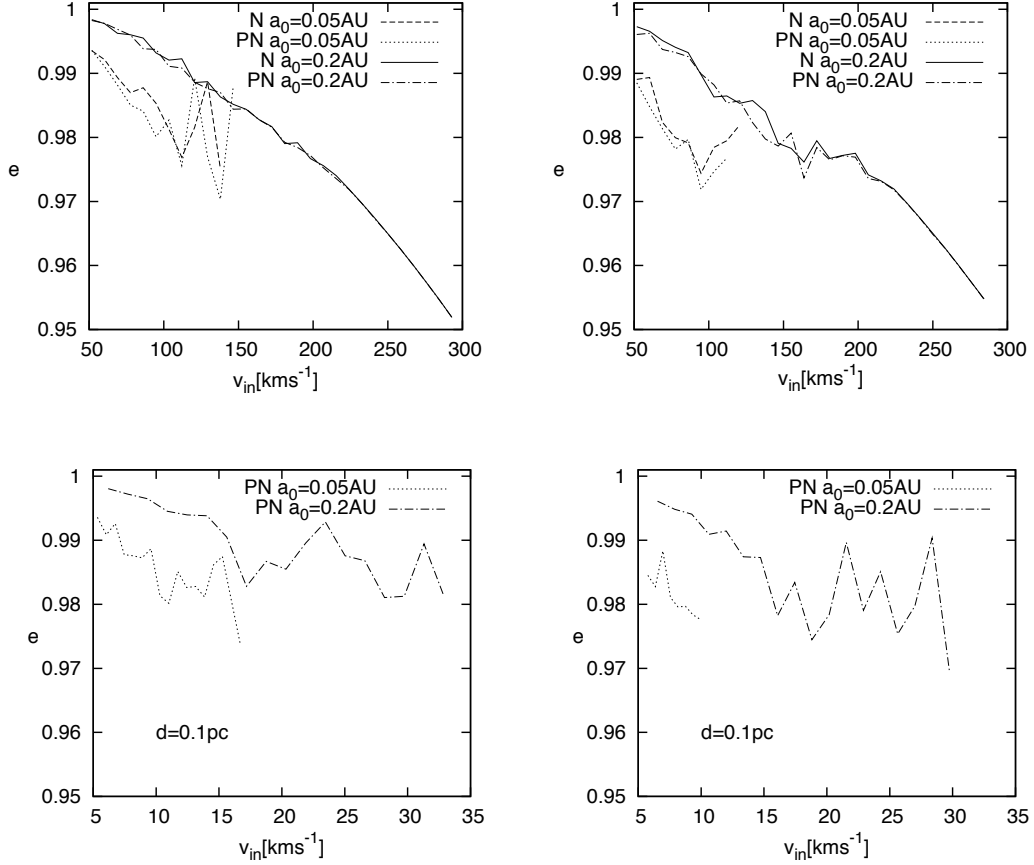 1
0.99
0.98
0.97
0.96
0.95
e
50 100 150 200 250 300
v_in[kms^-1]
N a_0=0.05AU
PN a_0=0.05AU
N a_0=0.2AU
PN a_0=0.2AU
1
0.99
0.98
0.97
0.96
0.95
e
50 100 150 200 250 300
v_in[kms^-1]
N a_0=0.05AU
PN a_0=0.05AU
N a_0=0.2AU
PN a_0=0.2AU
1
0.99
0.98
0.97
0.96
0.95
e
5 10 15 20 25 30 35
v_in[kms^-1]
PN a_0=0.05AU
PN a_0=0.2AU
d=0.1pc
1
0.99
0.98
0.97
0.96
0.95
e
5 10 15 20 25 30 35
v_in[kms^-1]
PN a_0=0.05AU
PN a_0=0.2AU
d=0.1pc